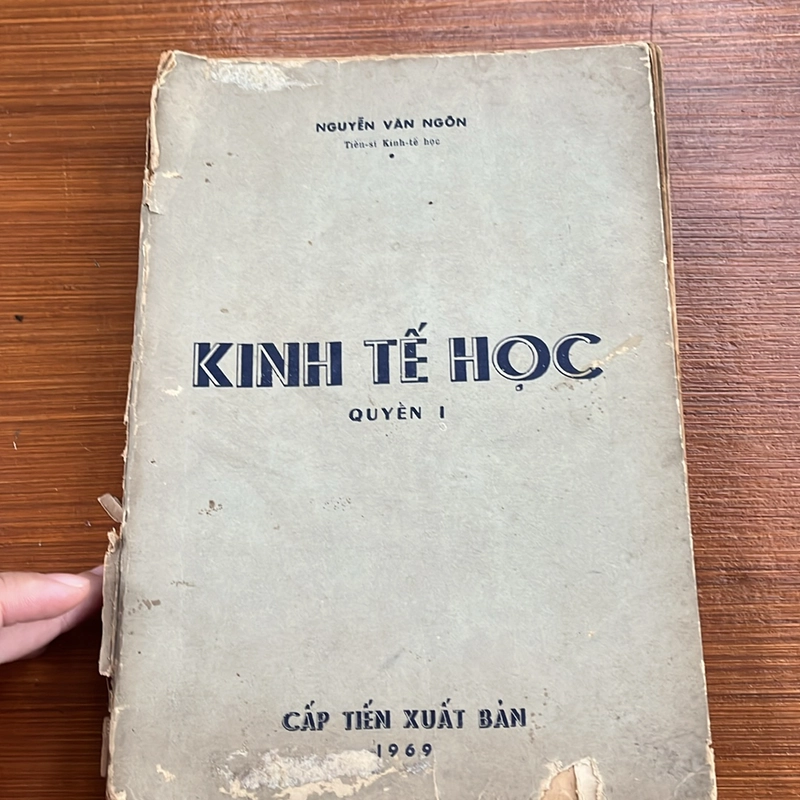 NGUYỄN VĂN NGÔN
Tiến-sĩ Kinh-tế học
KINH TẾ HỌC
QUYỂN I
CẤP TIẾN XUẤT BẢN
1969